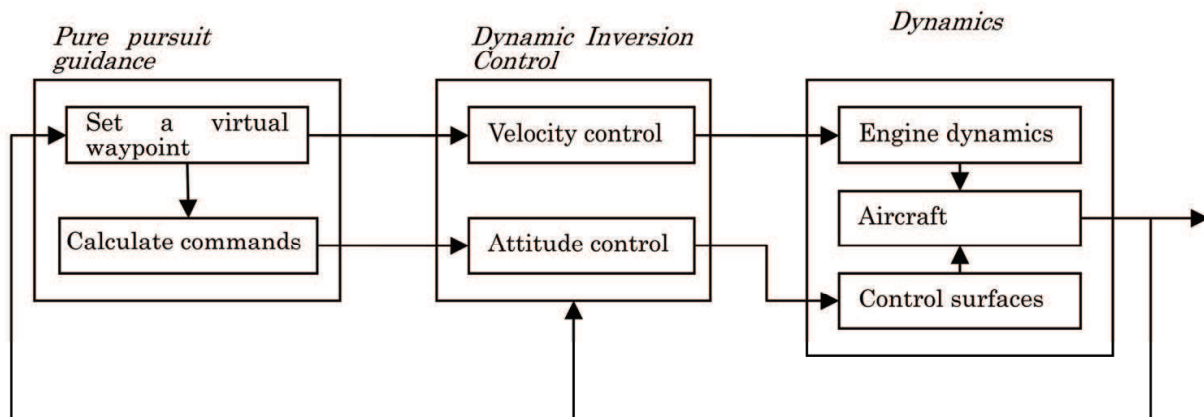 Pure pursuit
guidance
Set a virtual
waypoint
Calculate commands
Dynamic Inversion
Control
Velocity control
Attitude control
Dynamics
Engine dynamics
Aircraft
Control surfaces